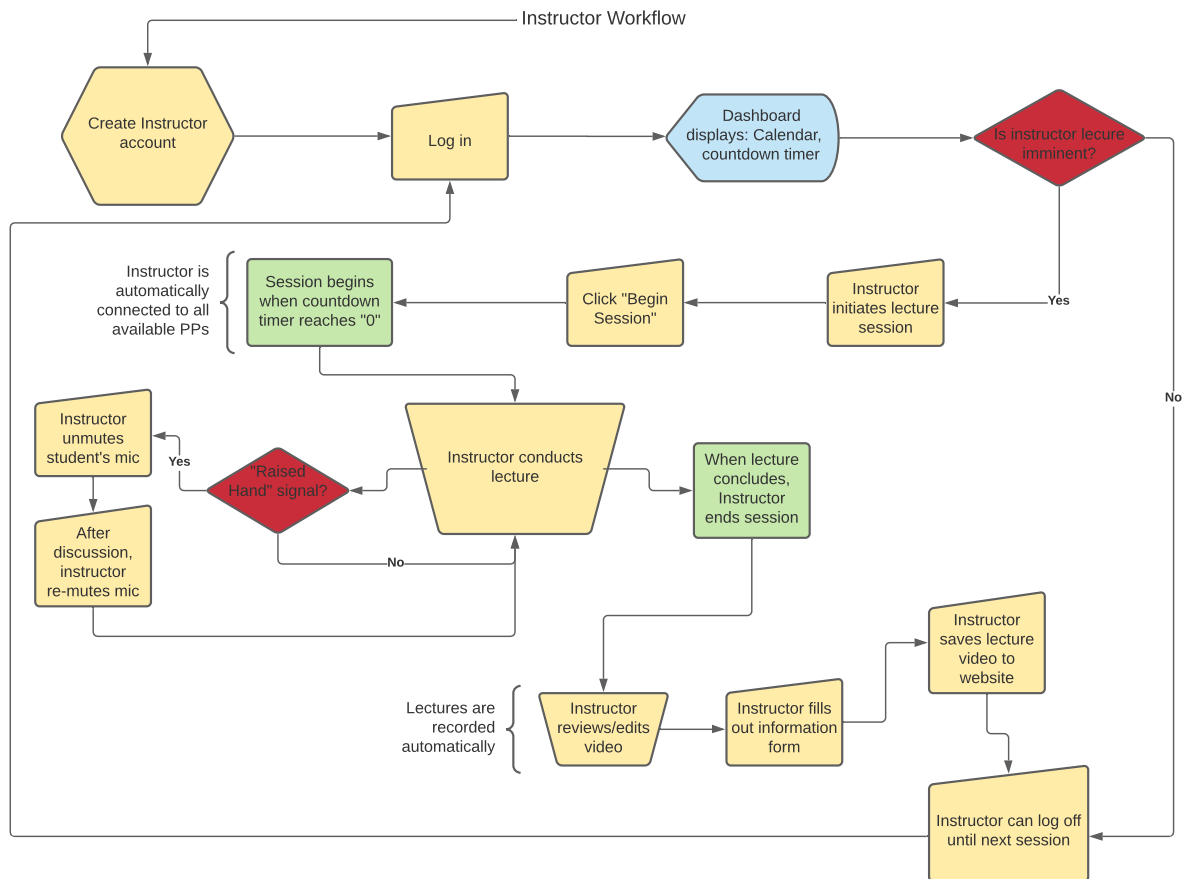 Instructor Workflow
Create Instructor
account
Log in
Dashboard
displays: Calendar,
countdown timer
Is instructor lecure
imminent?
Yes
No
Instructor
initiates lecture
session
Click "Begin
Session"
Session begins
when countdown
timer reaches "0"
Instructor is
automatically
connected to all
available PPs
Instructor conducts
lecture
"Raised
Hand" signal?
Yes
No
Instructor
unmutes
student's mic
After
discussion,
instructor
re-mutes mic
When lecture
concludes,
Instructor
ends session
Lectures are
recorded
automatically
Instructor
reviews/edits
video
Instructor fills
out information
form
Instructor
saves lecture
video to
website
Instructor can log off
until next session